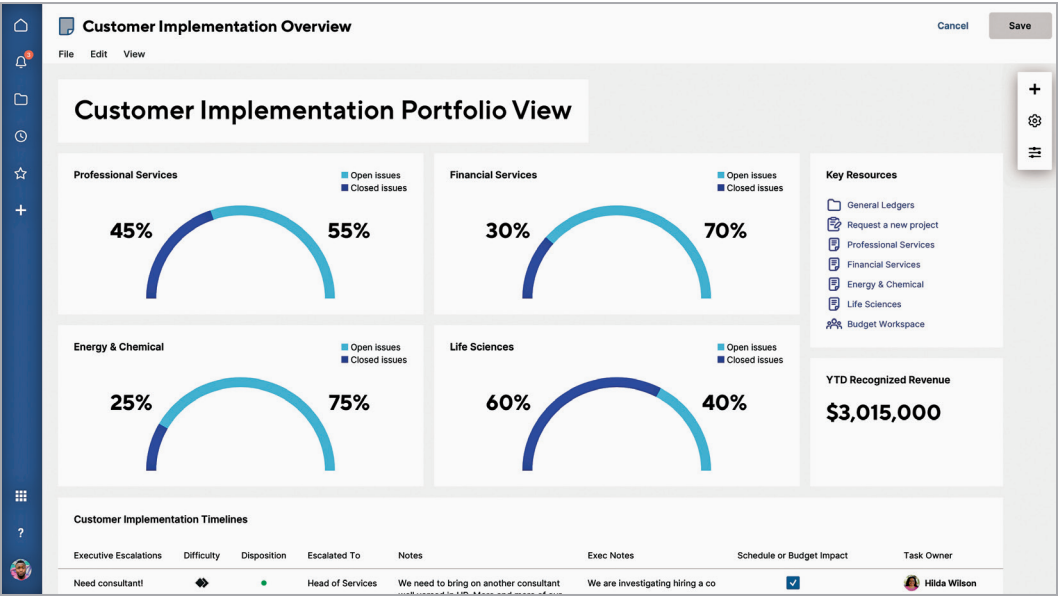 Customer Implementation Overview
Cancel
Save
File Edit View
3
Customer Implementation Portfolio View
Professional Services
Open issues
Closed issues
45%
55%
Financial Services
Open issues
Closed issues
30%
70%
Key Resources
General Ledgers
Request a new project
Professional Services
Financial Services
Energy & Chemical
Life Sciences
Budget Workspace
Energy & Chemical
Open issues
Closed issues
25%
75%
Life Sciences
Open issues
Closed issues
60%
40%
YTD Recognized Revenue
$3,015,000
?
Customer Implementation Timelines
Executive Escalations Difficulty Disposition Escalated To Notes Exec Notes Schedule or Budget Impact Task Owner
Need consultant! Head of Services We need to bring on another consultant We are investigating hiring a co Hilda Wilson